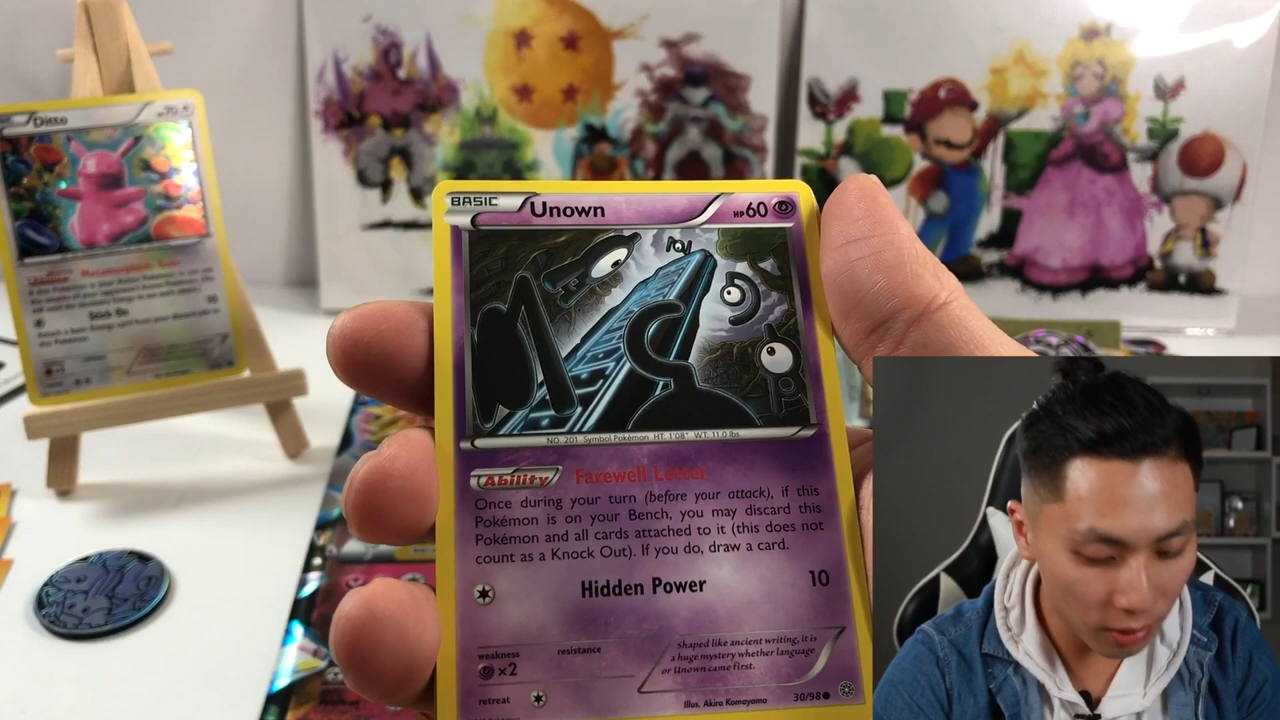 Ditto
70
BASIC
Unown
HP60
NO. 201 Symbol Pokémon HT: 1'08" WT. 11.0 lbs.
Ability Farewell Letter
Once during your turn (before your attack), if this
Pokémon is on your Bench, you may discard this
Pokémon and all cards attached to it (this does not
count as a Knock Out). If you do, draw a card.
Hidden Power 10
weakness
resistance
×2
retreat
Shaped like ancient writing, it is
a huge mystery whether language
or Unown came first.
Illus. Akira Komayama
30/98